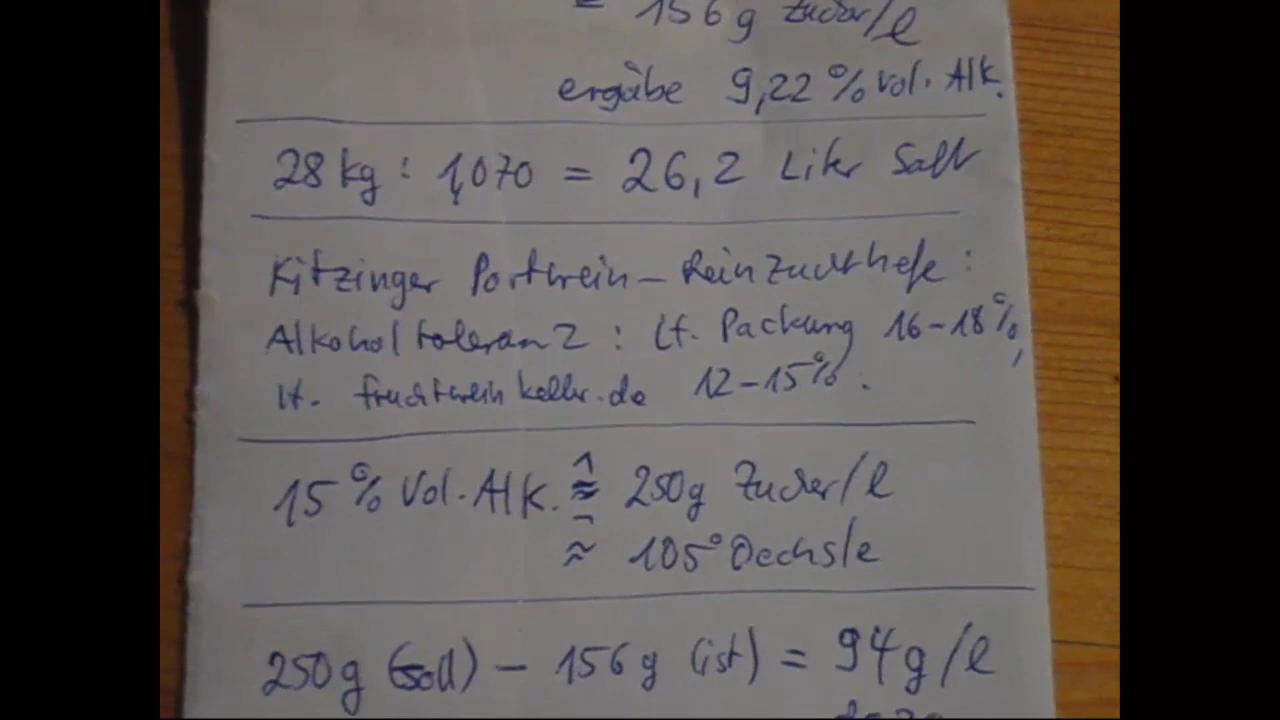 = 156g Zucker/l
ergäbe 9,22 % Vol. Alk.
28 kg : 1,070 = 26,2 Liter Saft
Kitzinger Portwein-Reinzuchthefe:
Alkoholtoleranz: lt. Packung 16-18%,
lt. fruchtweinkeller.de 12-15%.
15 % Vol. Alk. ≙ 250g Zucker/l
≈ 105° Oechsle
250g (soll) - 156g (ist) = 94g/l